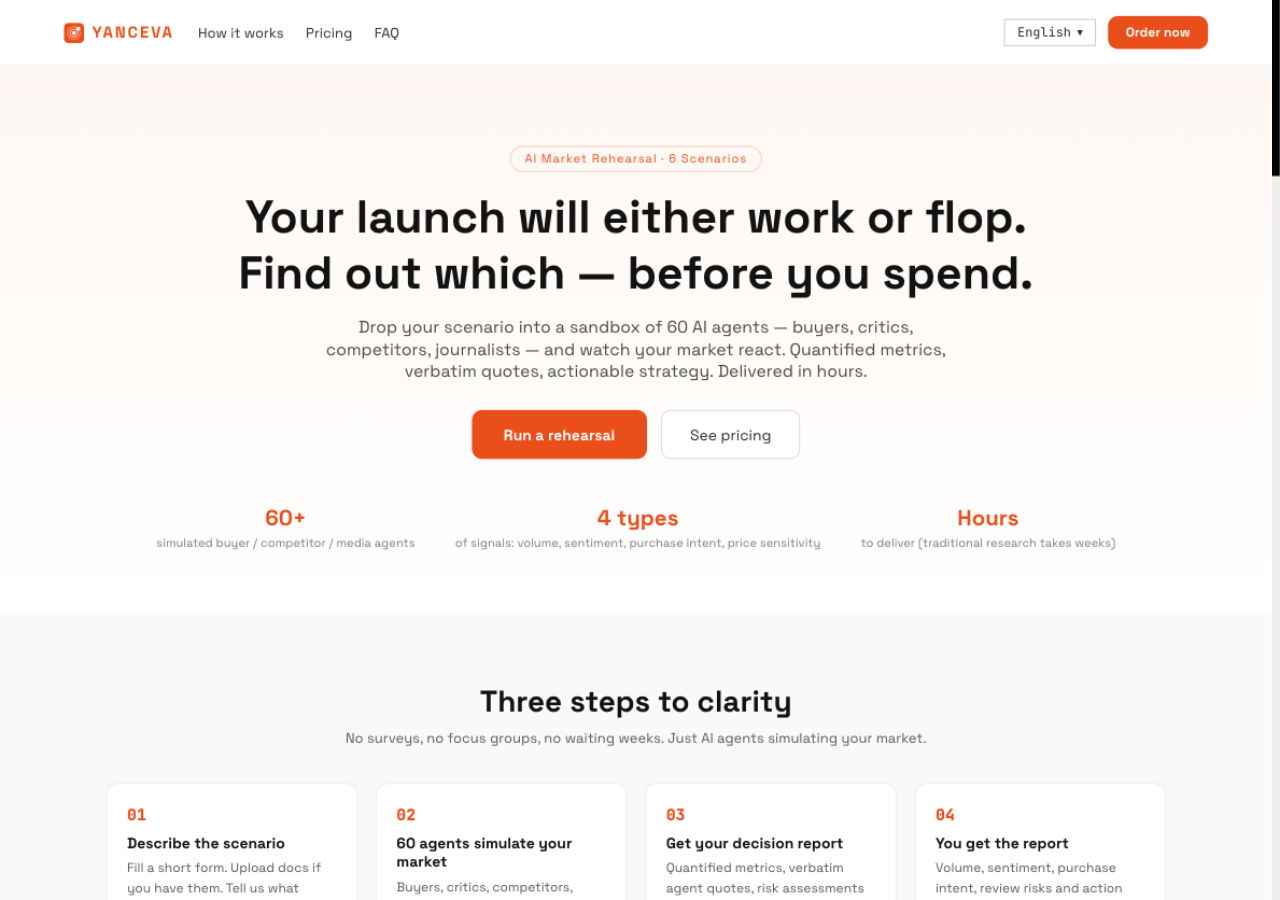 YANCEVA
How it works
Pricing
FAQ
English ▾
Order now
AI Market Rehearsal · 6 Scenarios
Your launch will either work or flop.
Find out which — before you spend.
Drop your scenario into a sandbox of 60 AI agents — buyers, critics,
competitors, journalists — and watch your market react. Quantified metrics,
verbatim quotes, actionable strategy. Delivered in hours.
Run a rehearsal
See pricing
60+
simulated buyer / competitor / media agents
4 types
of signals: volume, sentiment, purchase intent, price sensitivity
Hours
to deliver (traditional research takes weeks)
Three steps to clarity
No surveys, no focus groups, no waiting weeks. Just AI agents simulating your market.
01
Describe the scenario
Fill a short form. Upload docs if
you have them. Tell us what
02
60 agents simulate your
market
Buyers, critics, competitors,
03
Get your decision report
Quantified metrics, verbatim
agent quotes, risk assessments
04
You get the report
Volume, sentiment, purchase
intent, review risks and action